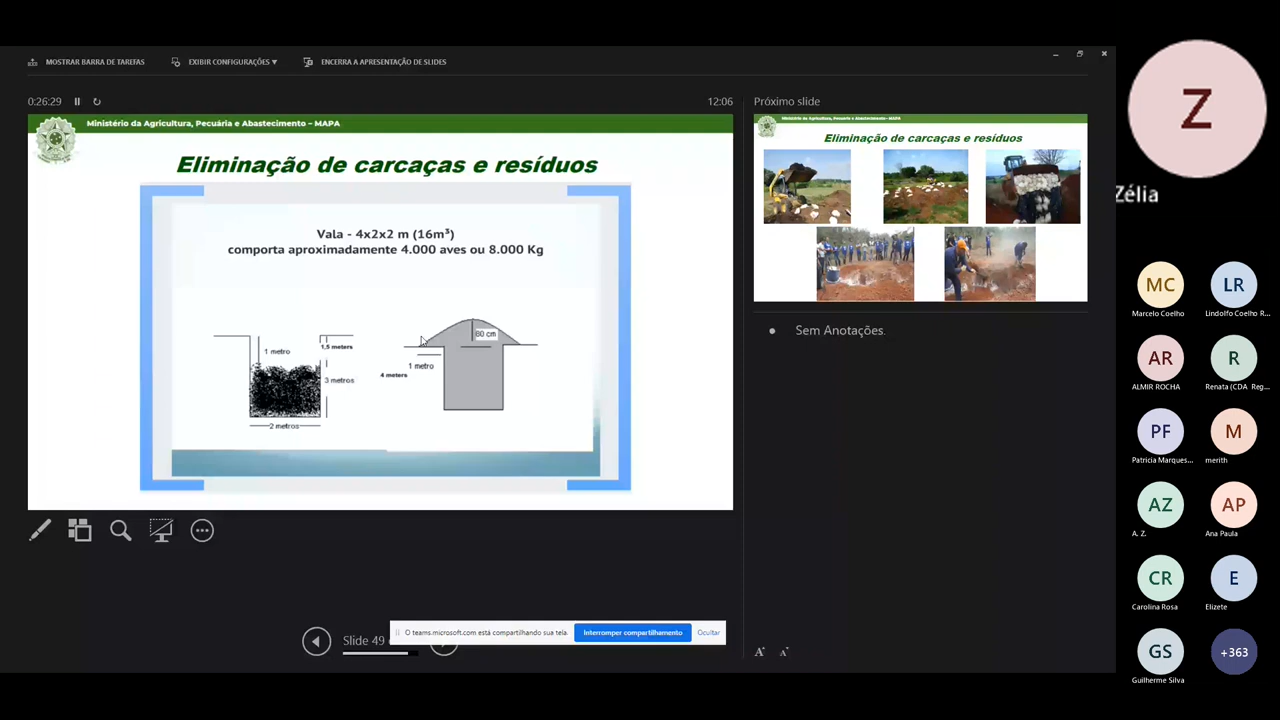 MOSTRAR BARRA DE TAREFAS
EXIBIR CONFIGURAÇÕES ▼
ENCERRA A APRESENTAÇÃO DE SLIDES
0:26:29
12:06
Ministério da Agricultura, Pecuária e Abastecimento – MAPA
Eliminação de carcaças e resíduos
Vala - 4x2x2 m (16m³)
comporta aproximadamente 4.000 aves ou 8.000 Kg
1 metro
1,5 meters
3 metros
2 metros
80 cm
1 metro
4 meters
Próximo slide
Ministério da Agricultura, Pecuária e Abastecimento – MAPA
Eliminação de carcaças e resíduos
Sem Anotações.
Slide 49
O teams.microsoft.com está compartilhando sua tela.
Interromper compartilhamento
Ocultar
A
A
Z
Zélia
MC
Marcelo Coelho
LR
Lindolfo Coelho R...
AR
ALMIR ROCHA
R
Renata (CDA Reg...
PF
Patricia Marques...
M
merith
AZ
A. Z.
AP
Ana Paula
CR
Carolina Rosa
E
Elizete
GS
Guilherme Silva
+363